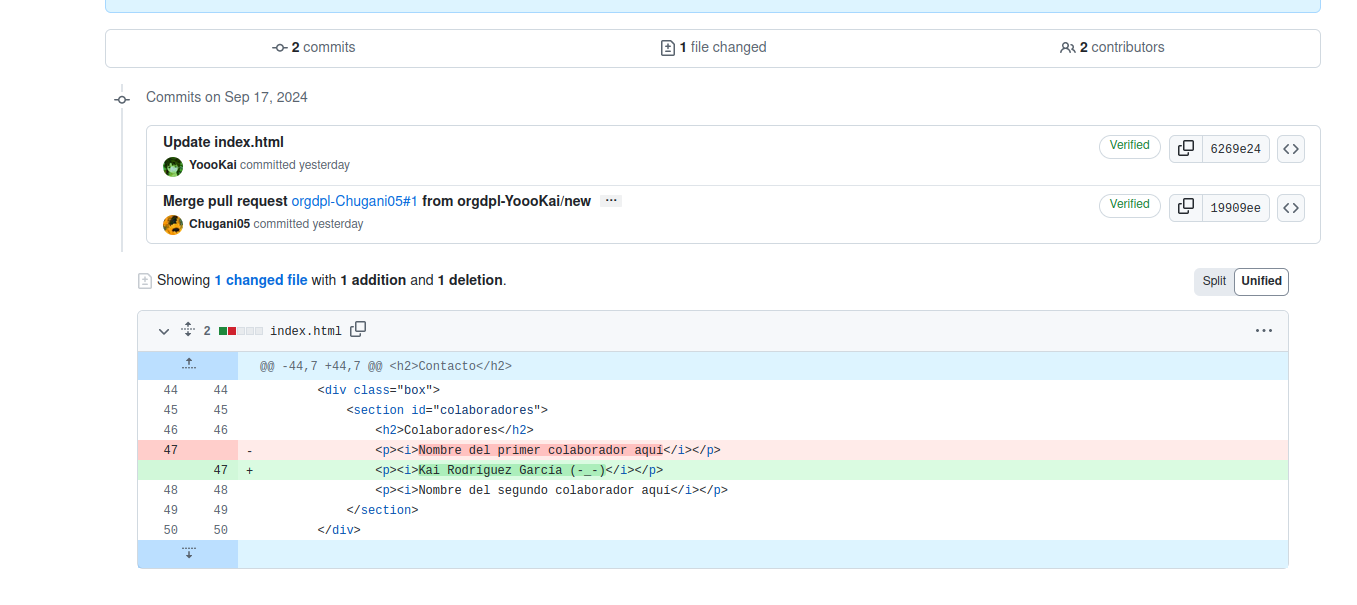 2 commits 1 file changed 2 contributors
Commits on Sep 17, 2024
Update index.html
YoooKai committed yesterday
Verified 6269e24
Merge pull request orgdpl-Chugani05#1 from orgdpl-YoooKai/new ...
Chugani05 committed yesterday
Verified 19909ee
Showing 1 changed file with 1 addition and 1 deletion.
Split Unified
2 index.html
@@ -44,7 +44,7 @@ <h2>Contacto</h2>
44 44 <div class="box">
45 45 <section id="colaboradores">
46 46 <h2>Colaboradores</h2>
47 - <p><i>Nombre del primer colaborador aquí</i></p>
47 + <p><i>Kai Rodríguez García (-_-)</i></p>
48 48 <p><i>Nombre del segundo colaborador aquí</i></p>
49 49 </section>
50 50 </div>